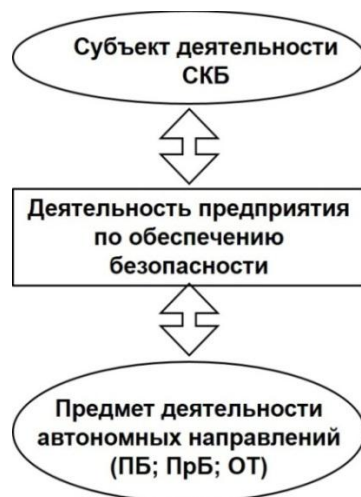 Субъект деятельности
СКБ
Деятельность предприятия
по обеспечению
безопасности
Предмет деятельности
автономных направлений
(ПБ; ПрБ; ОТ)